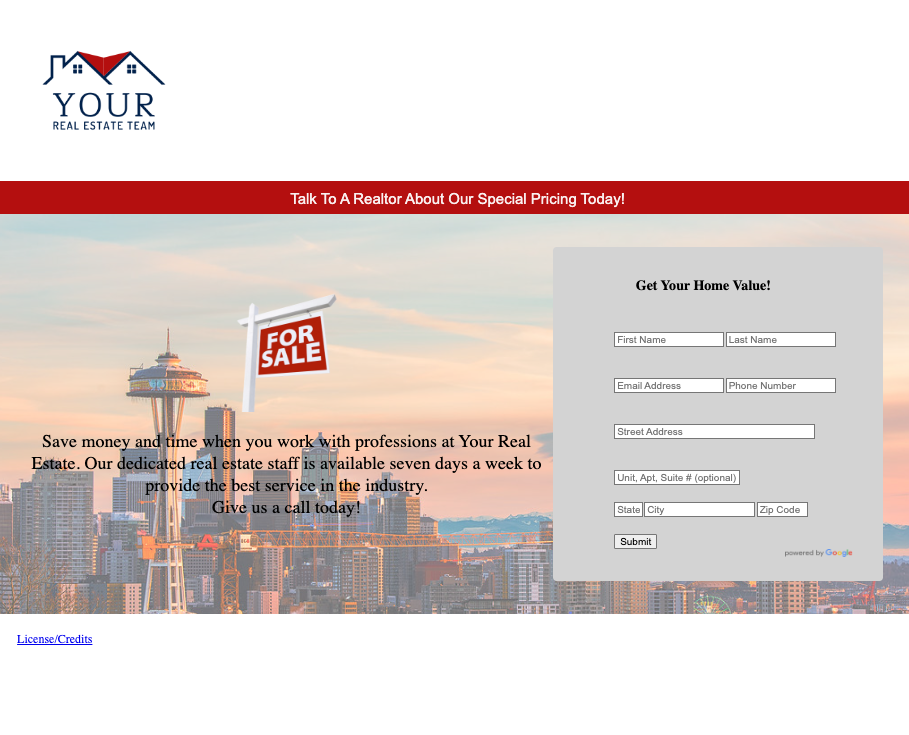 YOUR
REAL ESTATE TEAM
Talk To A Realtor About Our Special Pricing Today!
FOR
SALE
Save money and time when you work with professions at Your Real
Estate. Our dedicated real estate staff is available seven days a week to
provide the best service in the industry.
Give us a call today!
Get Your Home Value!
First Name Last Name
Email Address Phone Number
Street Address
Unit, Apt, Suite # (optional)
State City Zip Code
Submit
powered by Google
License/Credits